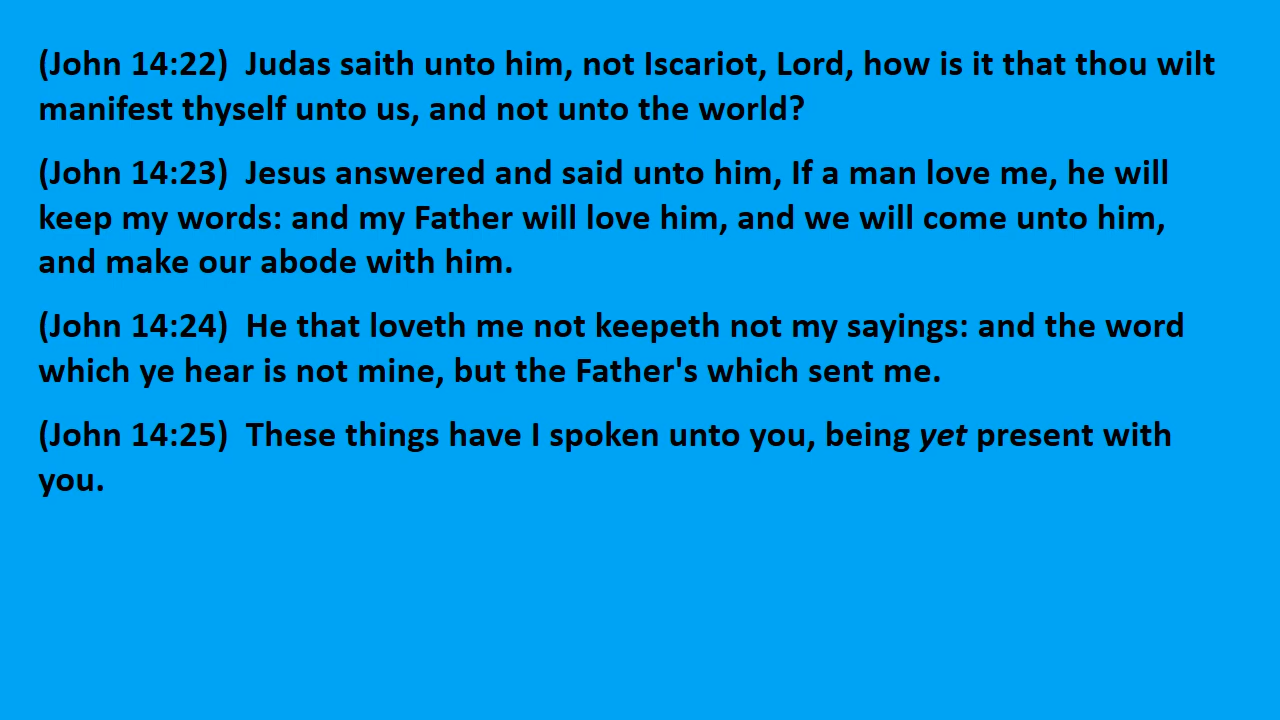 (John 14:22)  Judas saith unto him, not Iscariot, Lord, how is it that thou wilt
manifest thyself unto us, and not unto the world?
(John 14:23)  Jesus answered and said unto him, If a man love me, he will
keep my words: and my Father will love him, and we will come unto him,
and make our abode with him.
(John 14:24)  He that loveth me not keepeth not my sayings: and the word
which ye hear is not mine, but the Father's which sent me.
(John 14:25)  These things have I spoken unto you, being yet present with
you.